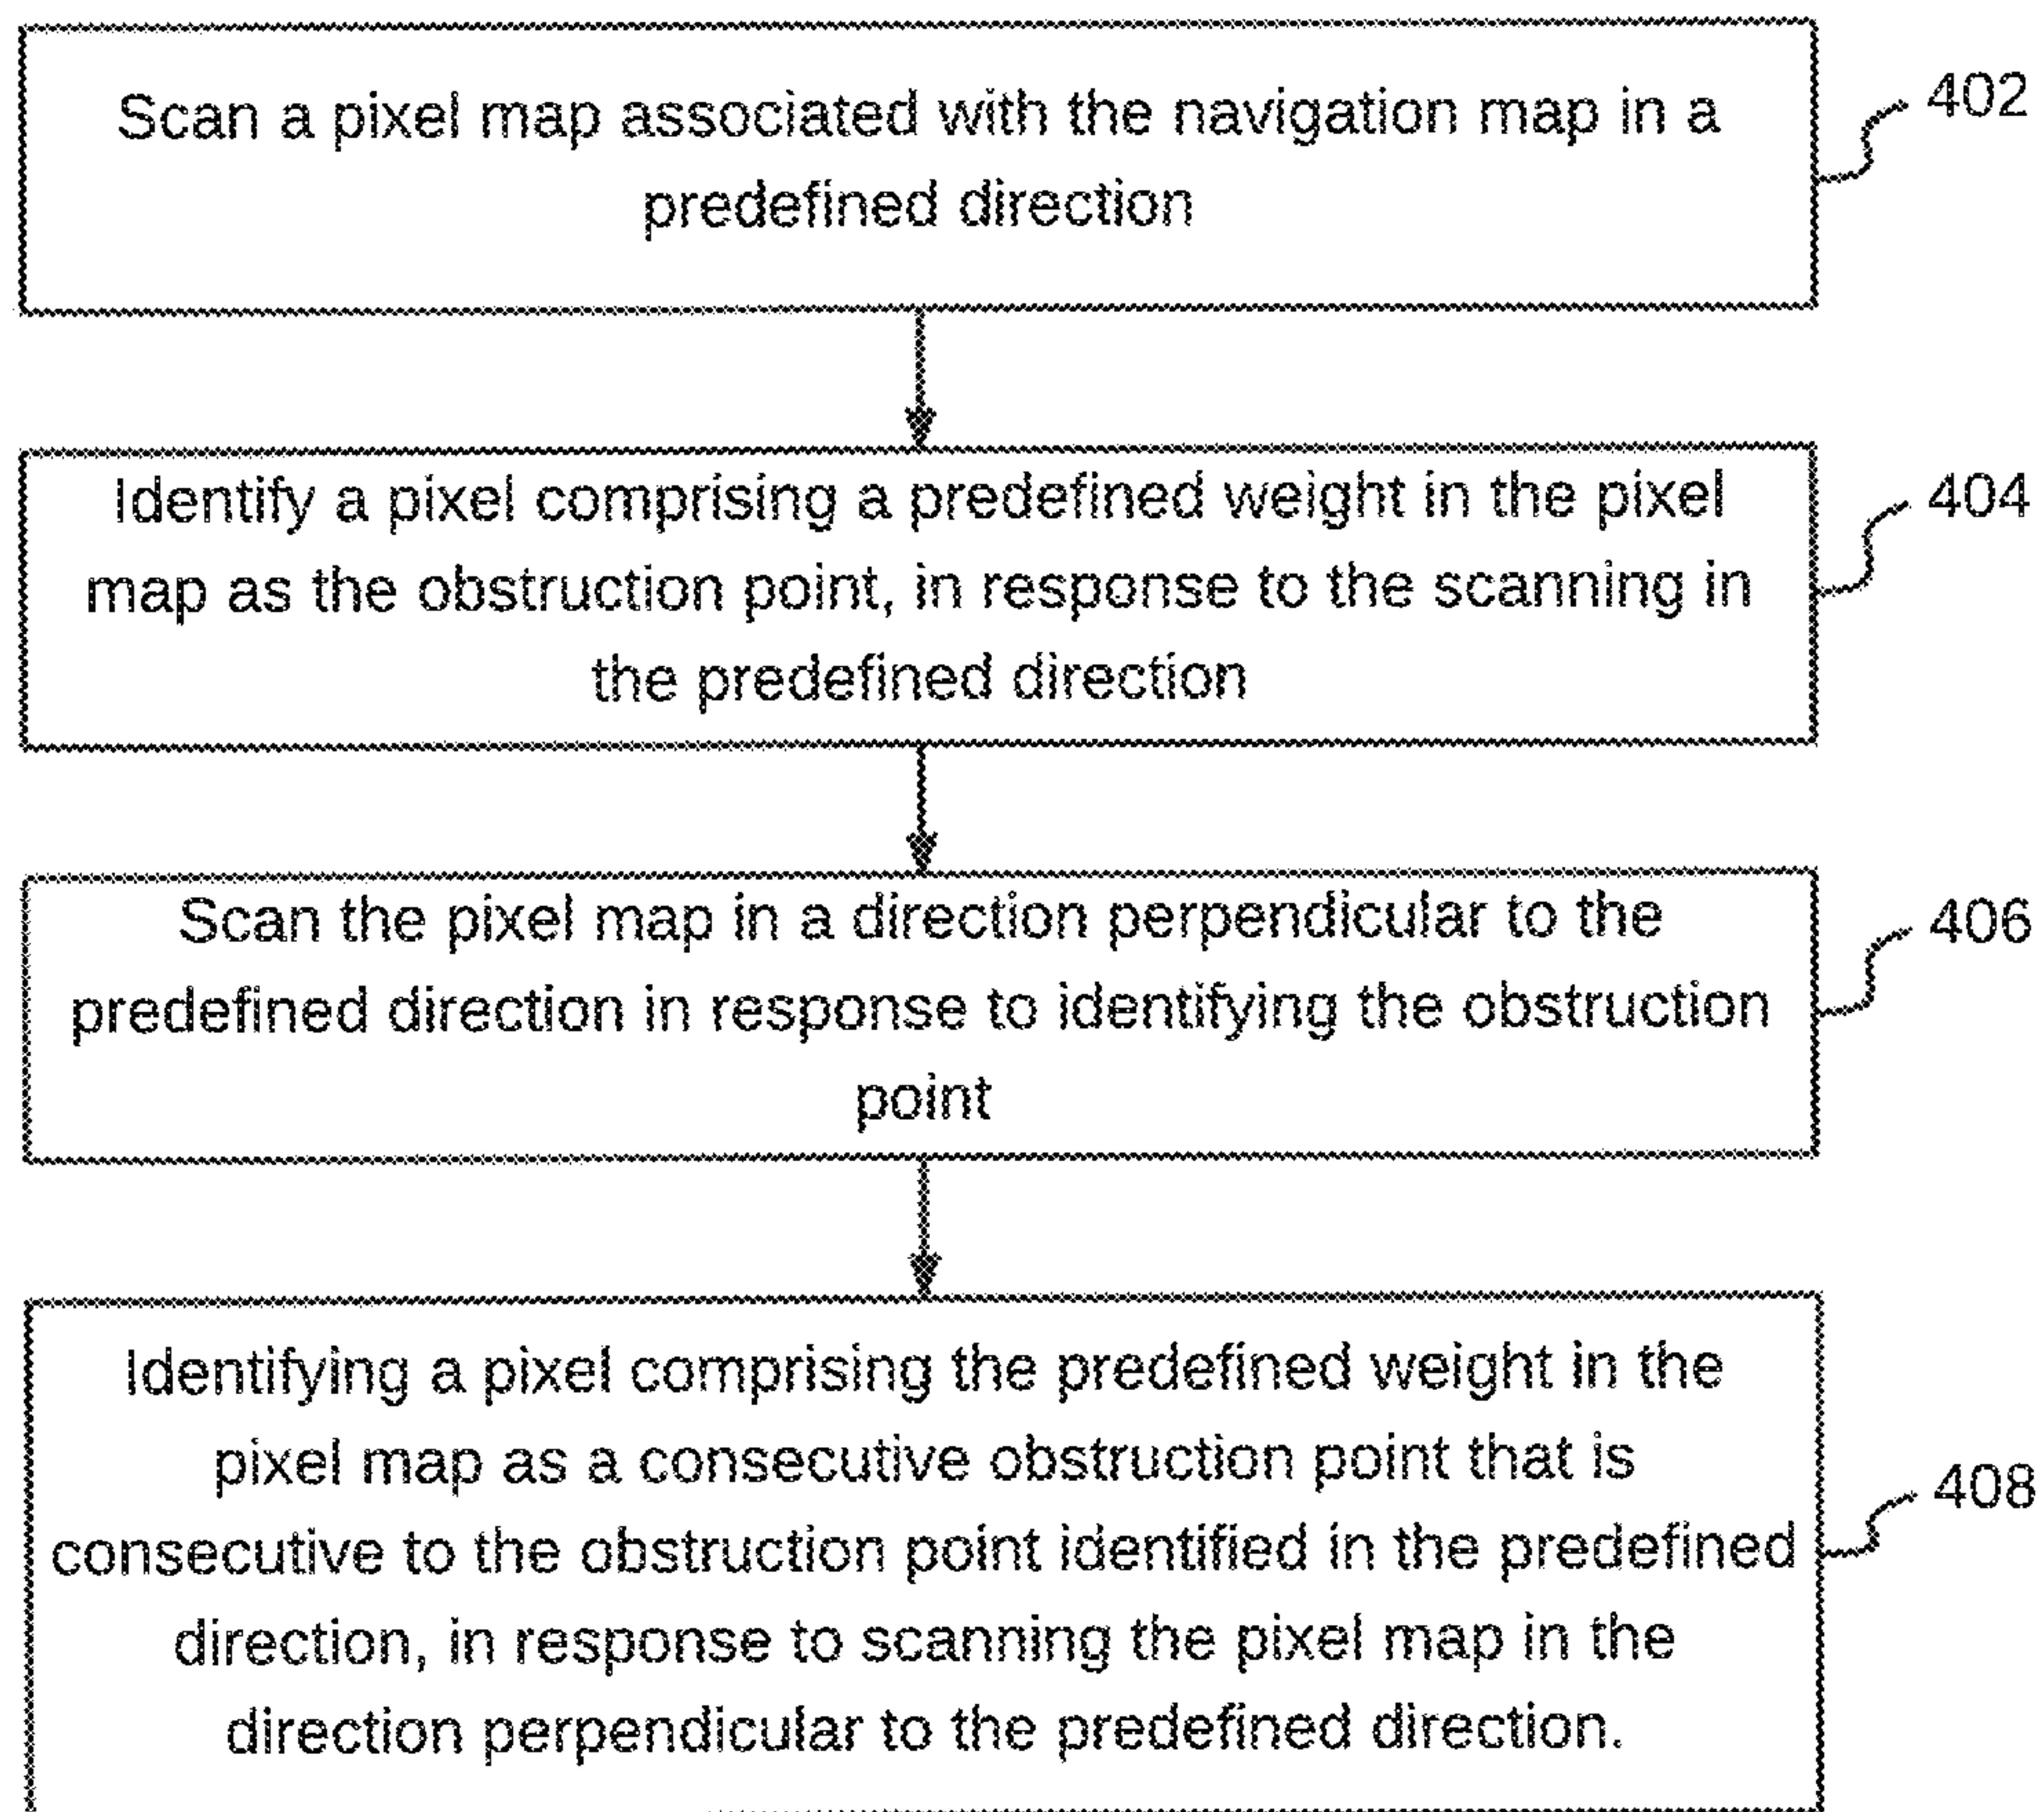 Scan a pixel map associated with the navigation map in a
predefined direction
402
Identify a pixel comprising a predefined weight in the pixel
map as the obstruction point, in response to the scanning in
the predefined direction
404
Scan the pixel map in a direction perpendicular to the
predefined direction in response to identifying the obstruction
point
406
Identifying a pixel comprising the predefined weight in the
pixel map as a consecutive obstruction point that is
consecutive to the obstruction point identified in the predefined
direction, in response to scanning the pixel map in the
direction perpendicular to the predefined direction.
408